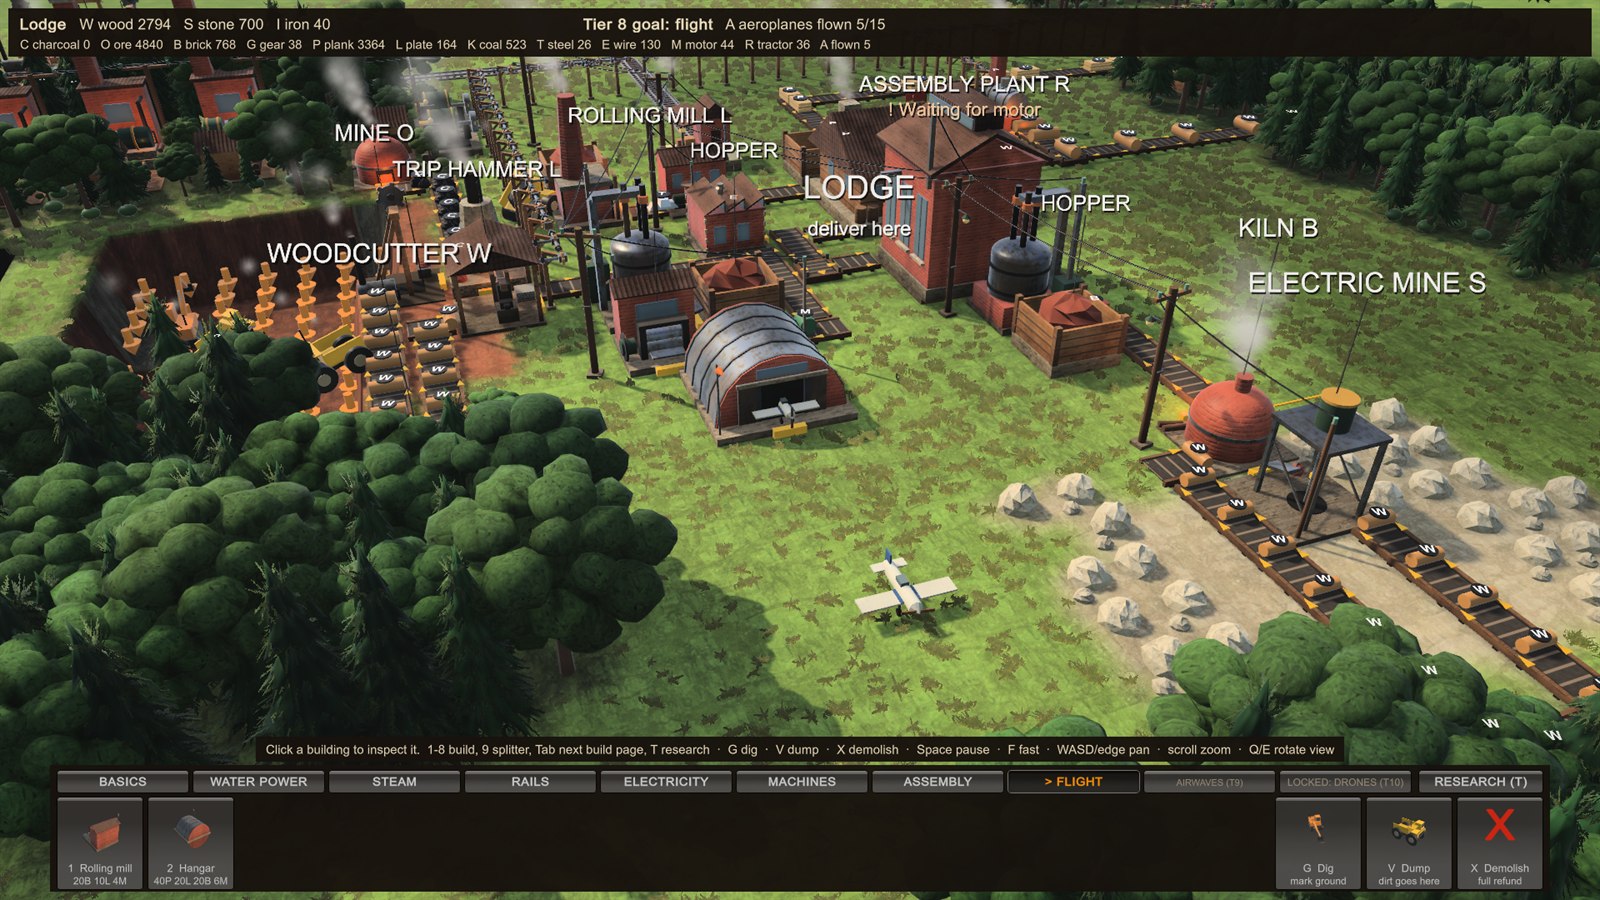 Lodge W wood 2794 S stone 700 I iron 40
Tier 8 goal: flight A aeroplanes flown 5/15
C charcoal 0 O ore 4840 B brick 768 G gear 38 P plank 3364 L plate 164 K coal 523 T steel 26 E wire 130 M motor 44 R tractor 36 A flown 5
ASSEMBLY PLANT R
! Waiting for motor
ROLLING MILL L
MINE O
HOPPER
TRIP HAMMER L
LODGE
deliver here
HOPPER
KILN B
WOODCUTTER W
ELECTRIC MINE S
Click a building to inspect it. 1-8 build, 9 splitter, Tab next build page, T research · G dig · V dump · X demolish · Space pause · F fast · WASD/edge pan · scroll zoom · Q/E rotate view
BASICS
WATER POWER
STEAM
RAILS
ELECTRICITY
MACHINES
ASSEMBLY
> FLIGHT
AIRWAVES (T9)
LOCKED: DRONES (T10)
RESEARCH (T)
1 Rolling mill
20B 10L 4M
2 Hangar
40P 20L 20B 6M
G Dig
mark ground
V Dump
dirt goes here
X Demolish
full refund